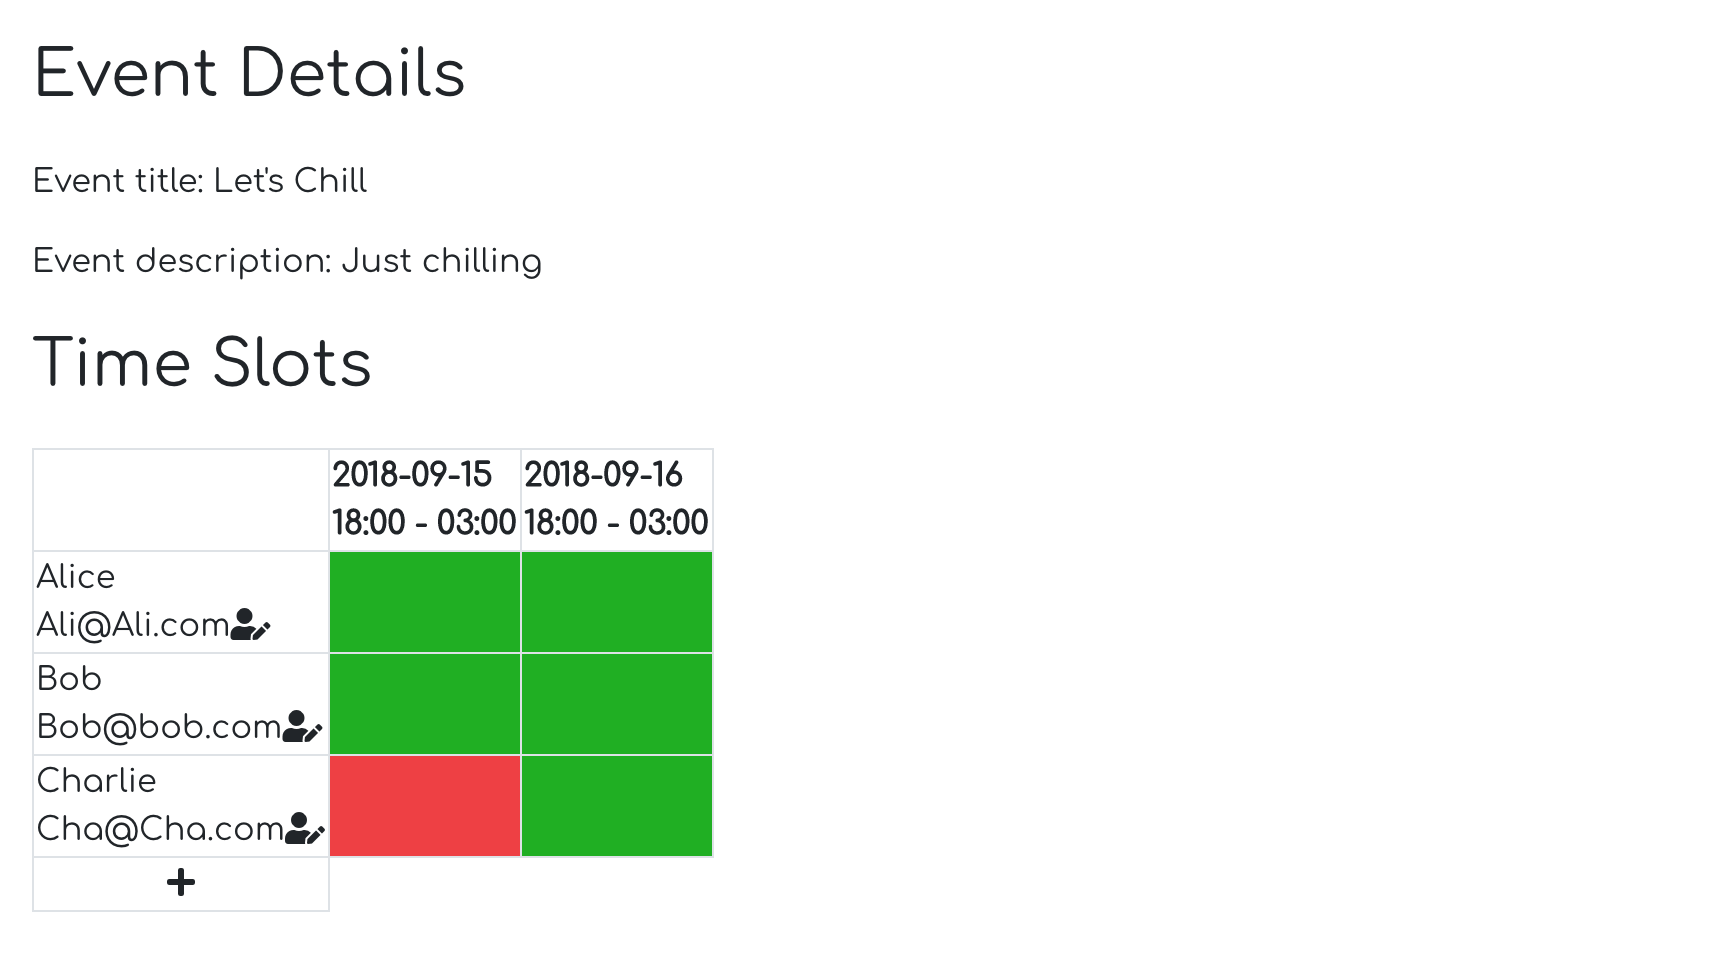 Event Details
Event title: Let's Chill
Event description: Just chilling
Time Slots
2018-09-15 2018-09-16
18:00 - 03:00 18:00 - 03:00
Alice
Ali@Ali.com
Bob
Bob@bob.com
Charlie
Cha@Cha.com